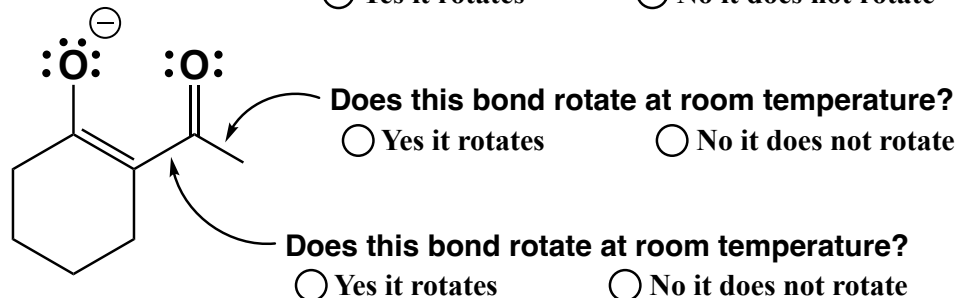 Yes it rotates No it does not rotate
:Ö: :O:
Does this bond rotate at room temperature?
Yes it rotates No it does not rotate
Does this bond rotate at room temperature?
Yes it rotates No it does not rotate